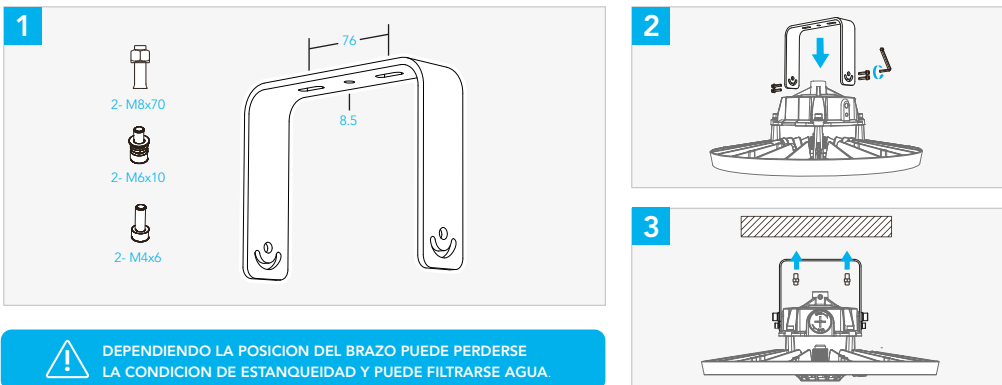 1
76
2- M8x70
8.5
2- M6x10
2- M4x6
DEPENDIENDO LA POSICION DEL BRAZO PUEDE PERDERSE
LA CONDICION DE ESTANQUEIDAD Y PUEDE FILTRARSE AGUA.
2
3